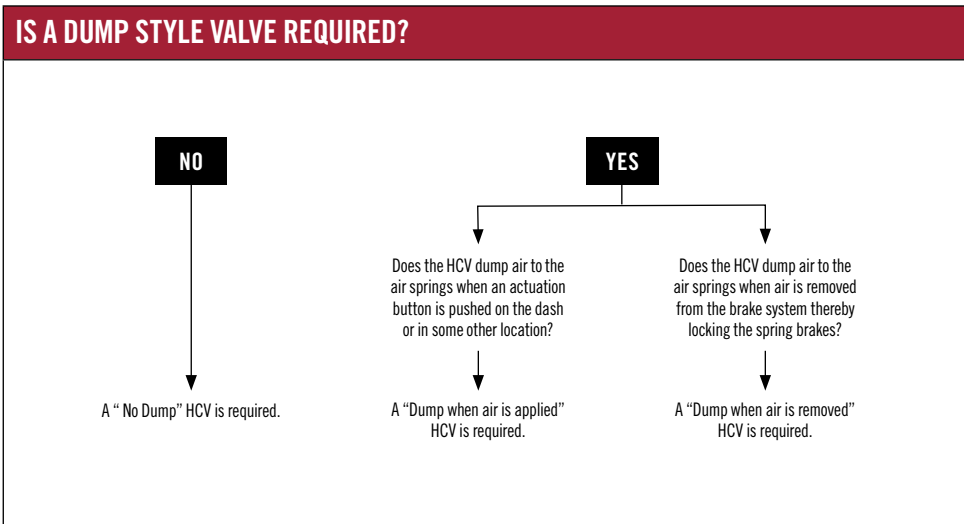 IS A DUMP STYLE VALVE REQUIRED?
NO
YES
Does the HCV dump air to the
air springs when an actuation
button is pushed on the dash
or in some other location?
Does the HCV dump air to the
air springs when air is removed
from the brake system thereby
locking the spring brakes?
A “ No Dump” HCV is required.
A “Dump when air is applied”
HCV is required.
A “Dump when air is removed”
HCV is required.